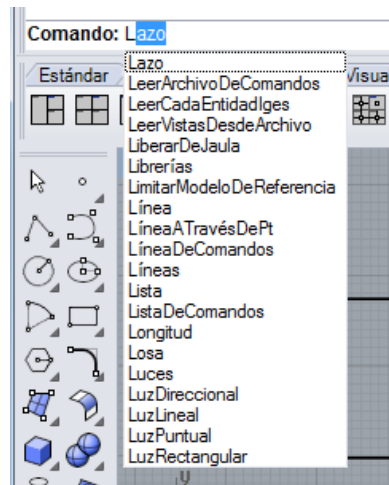 Comando: Lazo
Lazo
Estándar
Visua
LeerArchivoDeComandos
LeerCadaEntidadIges
LeerVistasDesdeArchivo
LiberarDeJaula
Librerías
LimitarModeloDeReferencia
Línea
LíneaATravésDePt
LíneaDeComandos
Líneas
Lista
ListaDeComandos
Longitud
Losa
Luces
LuzDireccional
LuzLineal
LuzPuntual
LuzRectangular
y